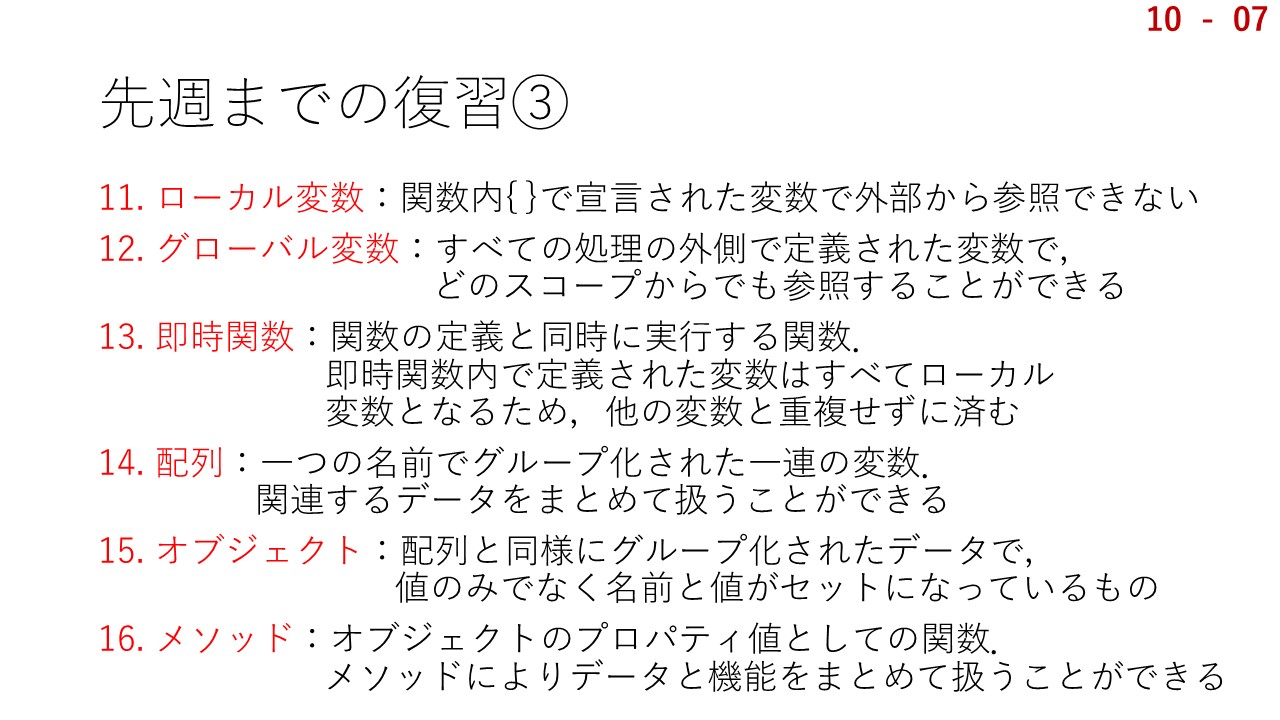 10 - 07
先週までの復習③
11. ローカル変数：関数内{}で宣言された変数で外部から参照できない
12. グローバル変数：すべての処理の外側で定義された変数で，
どのスコープからでも参照することができる
13. 即時関数：関数の定義と同時に実行する関数．
即時関数内で定義された変数はすべてローカル
変数となるため，他の変数と重複せずに済む
14. 配列：一つの名前でグループ化された一連の変数．
関連するデータをまとめて扱うことができる
15. オブジェクト：配列と同様にグループ化されたデータで，
値のみでなく名前と値がセットになっているもの
16. メソッド：オブジェクトのプロパティ値としての関数．
メソッドによりデータと機能をまとめて扱うことができる